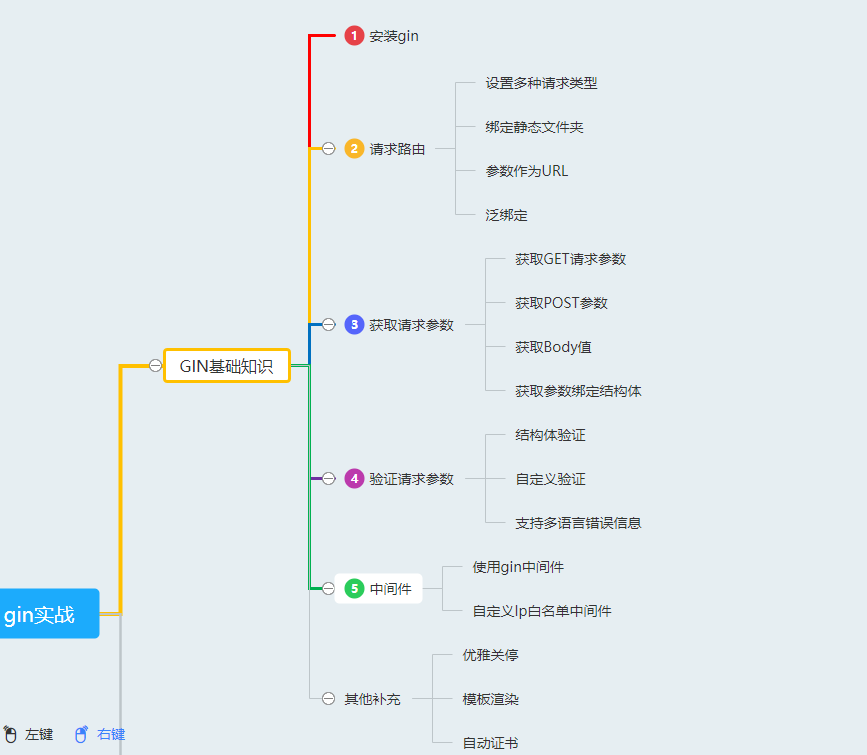 1 安装gin
设置多种请求类型
绑定静态文件夹
2 请求路由
参数作为URL
泛绑定
获取GET请求参数
获取POST参数
3 获取请求参数
获取Body值
GIN基础知识
获取参数绑定结构体
结构体验证
4 验证请求参数
自定义验证
支持多语言错误信息
使用gin中间件
5 中间件
自定义Ip白名单中间件
gin实战
优雅关停
其他补充
模板渲染
左键 右键
自动证书